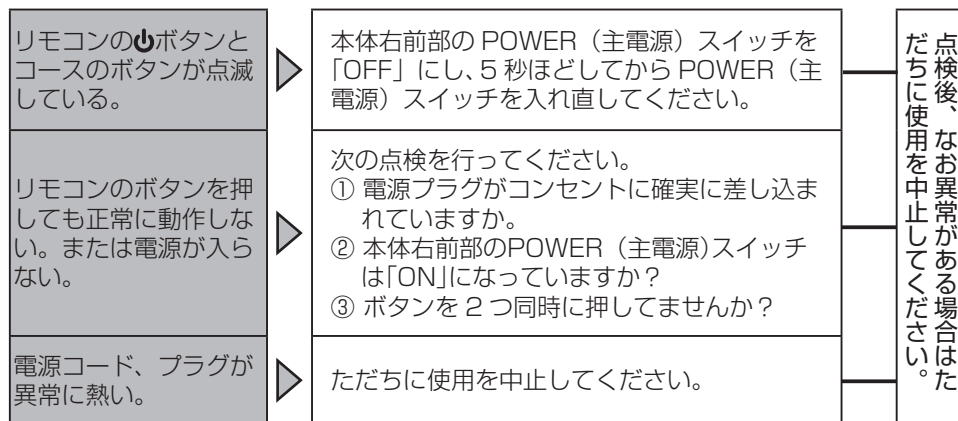 リモコンの⏻ボタンと
コースのボタンが点滅
している。
本体右前部の POWER（主電源）スイッチを
「OFF」にし、5 秒ほどしてから POWER（主
電源）スイッチを入れ直してください。
リモコンのボタンを押
しても正常に動作しな
い。または電源が入ら
ない。
次の点検を行ってください。
① 電源プラグがコンセントに確実に差し込ま
れていますか。
② 本体右前部のPOWER（主電源）スイッチ
は「ON」になっていますか？
③ ボタンを 2 つ同時に押してませんか？
電源コード、プラグが
異常に熱い。
ただちに使用を中止してください。
点検後、なお異常がある場合はた
だちに使用を中止してください。